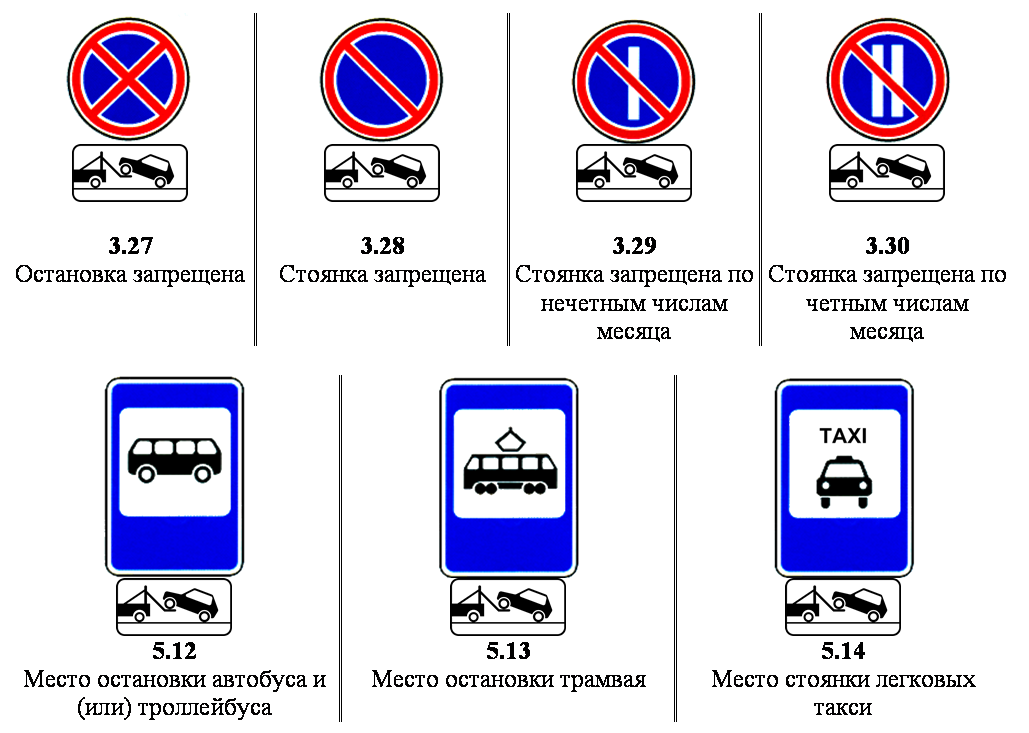 3.27
Остановка запрещена
3.28
Стоянка запрещена
3.29
Стоянка запрещена по
нечетным числам
месяца
3.30
Стоянка запрещена по
четным числам
месяца
5.12
Место остановки автобуса и
(или) троллейбуса
5.13
Место остановки трамвая
TAXI
5.14
Место стоянки легковых
такси